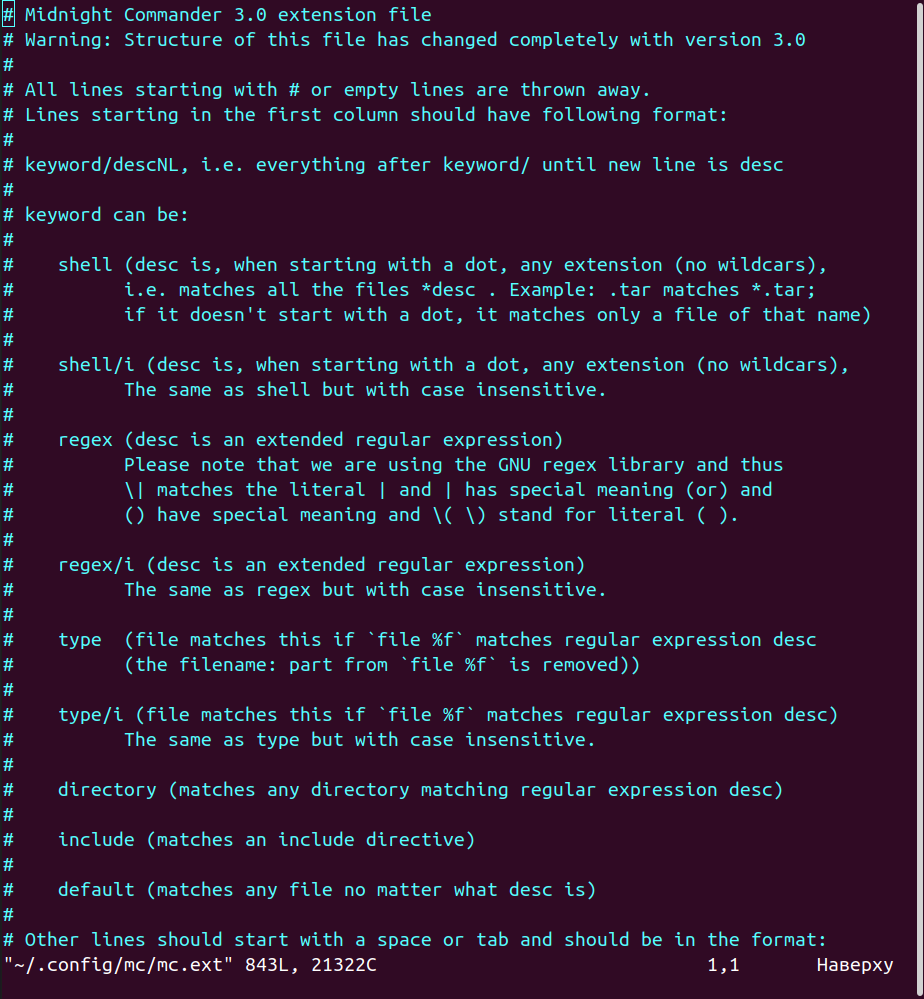 # Midnight Commander 3.0 extension file
# Warning: Structure of this file has changed completely with version 3.0
#
# All lines starting with # or empty lines are thrown away.
# Lines starting in the first column should have following format:
#
# keyword/descNL, i.e. everything after keyword/ until new line is desc
#
# keyword can be:
#
#    shell (desc is, when starting with a dot, any extension (no wildcars),
#          i.e. matches all the files *desc . Example: .tar matches *.tar;
#          if it doesn't start with a dot, it matches only a file of that name)
#
#    shell/i (desc is, when starting with a dot, any extension (no wildcars),
#          The same as shell but with case insensitive.
#
#    regex (desc is an extended regular expression)
#          Please note that we are using the GNU regex library and thus
#          \| matches the literal | and | has special meaning (or) and
#          () have special meaning and \( \) stand for literal ( ).
#
#    regex/i (desc is an extended regular expression)
#          The same as regex but with case insensitive.
#
#    type  (file matches this if `file %f` matches regular expression desc
#          (the filename: part from `file %f` is removed))
#
#    type/i (file matches this if `file %f` matches regular expression desc)
#          The same as type but with case insensitive.
#
#    directory (matches any directory matching regular expression desc)
#
#    include (matches an include directive)
#
#    default (matches any file no matter what desc is)
#
# Other lines should start with a space or tab and should be in the format:
"~/.config/mc/mc.ext" 843L, 21322C                              1,1       Наверху